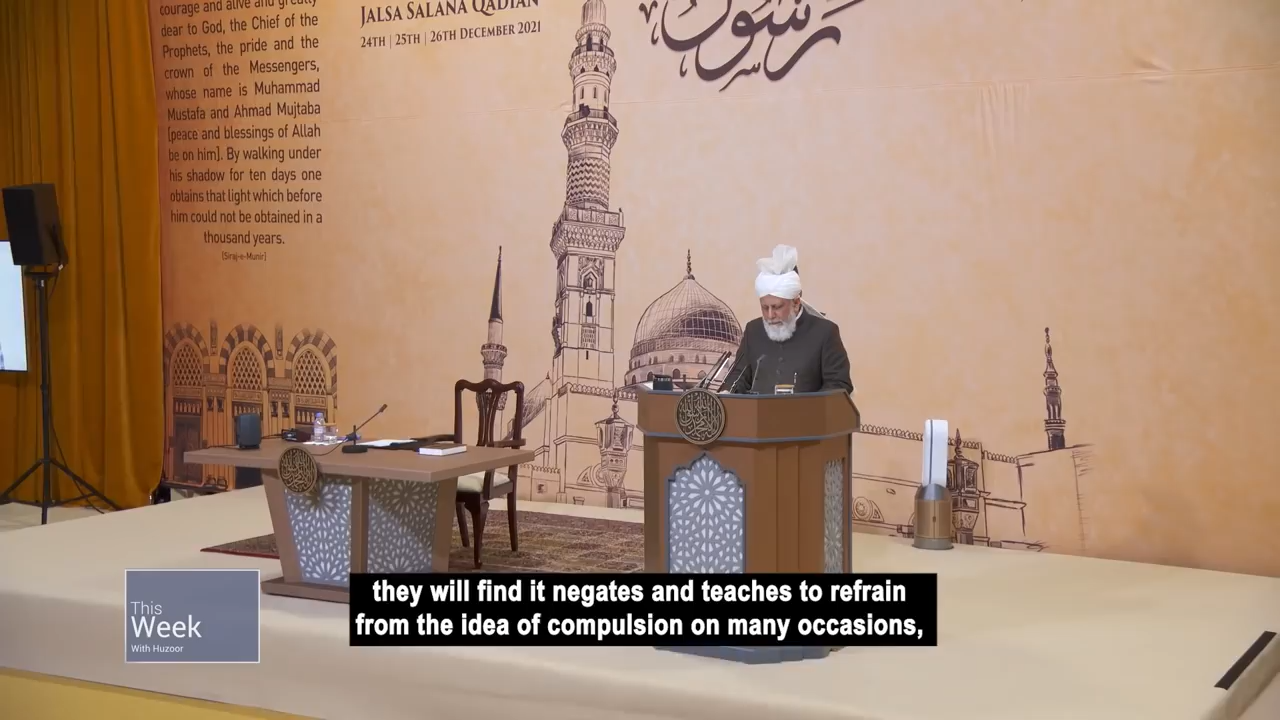 courage and alive and greatly
dear to God, the Chief of the
Prophets, the pride and the
crown of the Messengers,
whose name is Muhammad
Mustafa and Ahmad Mujtaba
[peace and blessings of Allah
be on him]. By walking under
his shadow for ten days one
obtains that light which before
him could not be obtained in a
thousand years.
[Siraj-e-Munir]
JALSA SALANA QADIAN
24TH | 25TH | 26TH DECEMBER 2021
رسول
they will find it negates and teaches to refrain
from the idea of compulsion on many occasions,
This
Week
With Huzoor